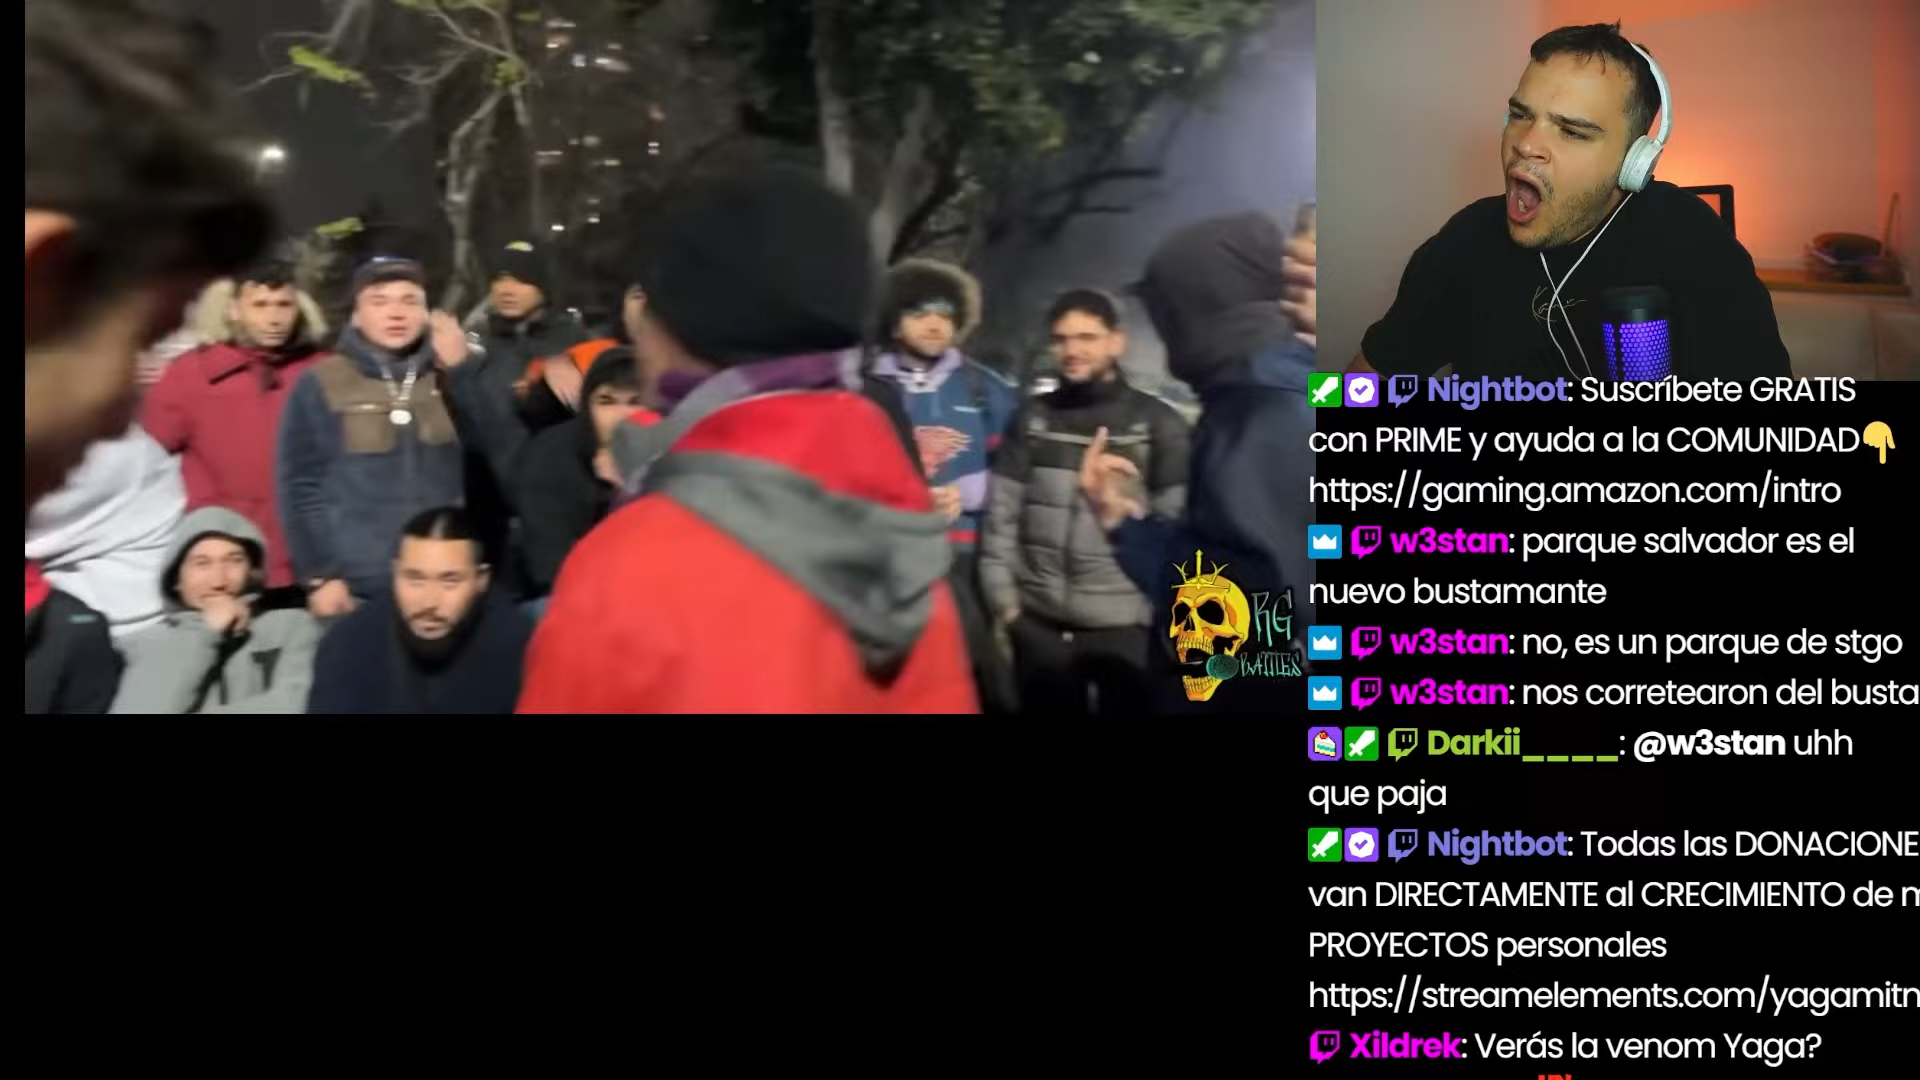 RG
BATTLES
Nightbot: Suscríbete GRATIS
con PRIME y ayuda a la COMUNIDAD👇
https://gaming.amazon.com/intro
w3stan: parque salvador es el
nuevo bustamante
w3stan: no, es un parque de stgo
w3stan: nos corretearon del busta
Darkii____: @w3stan uhh
que paja
Nightbot: Todas las DONACIONE
van DIRECTAMENTE al CRECIMIENTO de m
PROYECTOS personales
https://streamelements.com/yagamitn
Xildrek: Verás la venom Yaga?